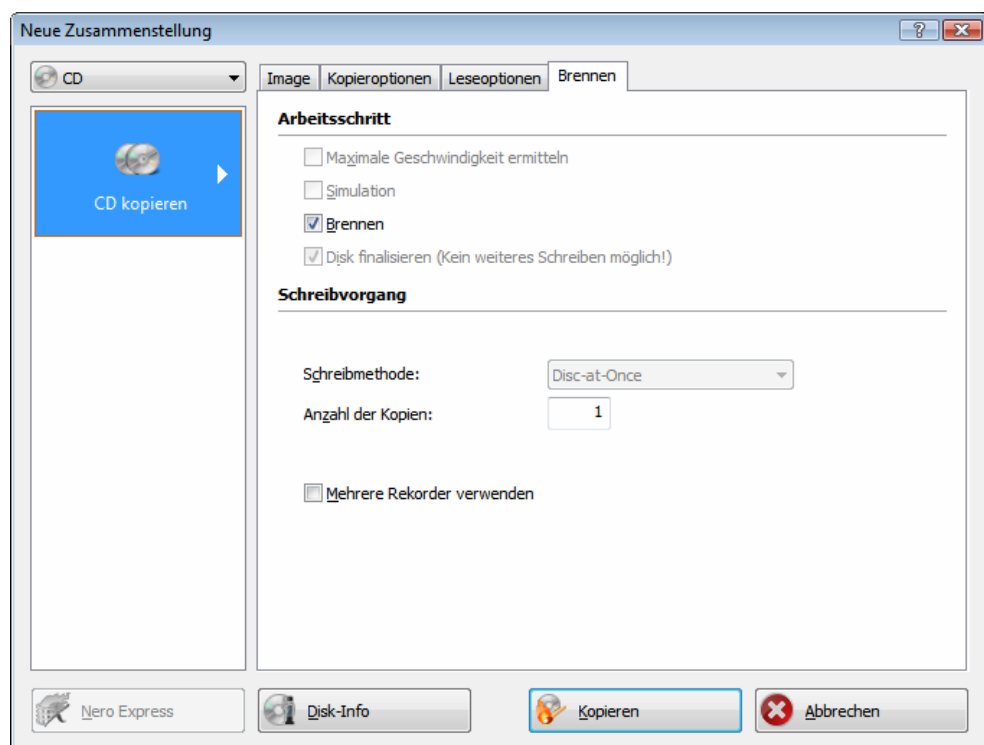 Neue Zusammenstellung
CD
CD kopieren
Image Kopieroptionen Leseoptionen Brennen
Arbeitsschritt
Maximale Geschwindigkeit ermitteln
Simulation
Brennen
Disk finalisieren (Kein weiteres Schreiben möglich!)
Schreibvorgang
Schreibmethode: Disc-at-Once
Anzahl der Kopien: 1
Mehrere Rekorder verwenden
Nero Express Disk-Info Kopieren Abbrechen